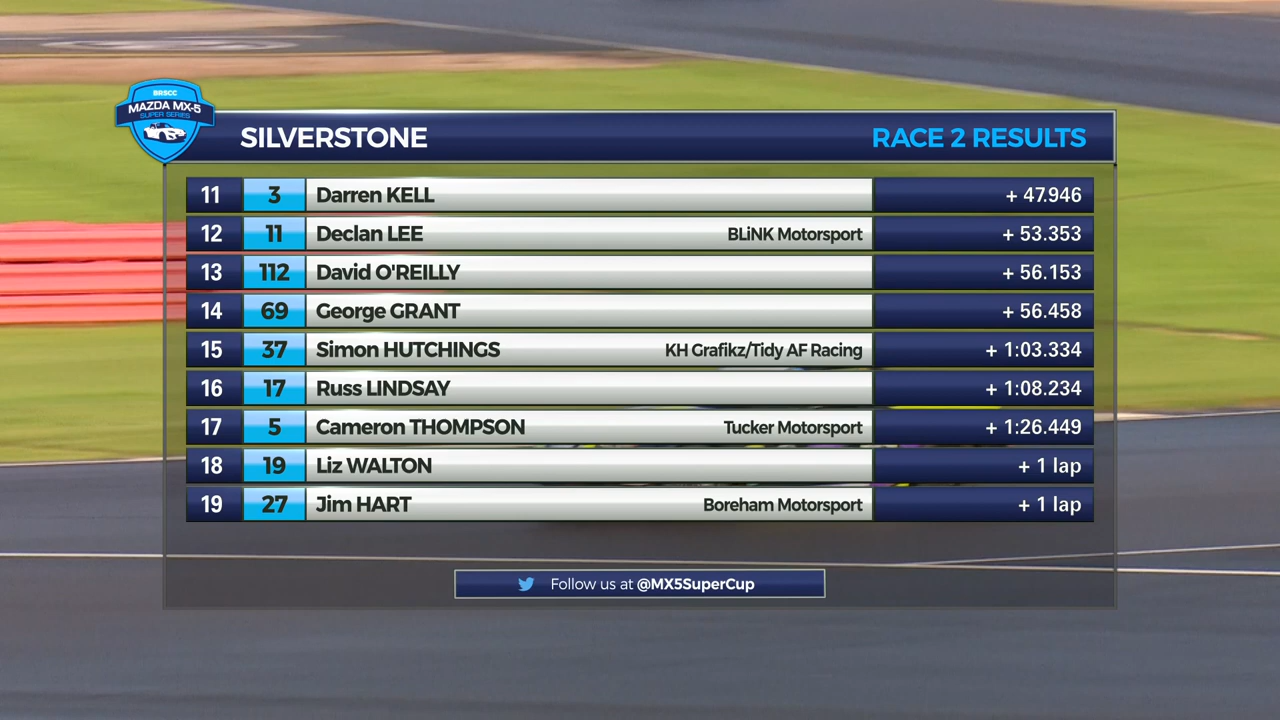 BRSCC
MAZDA MX-5
SUPER SERIES
SILVERSTONE RACE 2 RESULTS
11 3 Darren KELL + 47.946
12 11 Declan LEE BLiNK Motorsport + 53.353
13 112 David O'REILLY + 56.153
14 69 George GRANT + 56.458
15 37 Simon HUTCHINGS KH Grafikz/Tidy AF Racing + 1:03.334
16 17 Russ LINDSAY + 1:08.234
17 5 Cameron THOMPSON Tucker Motorsport + 1:26.449
18 19 Liz WALTON + 1 lap
19 27 Jim HART Boreham Motorsport + 1 lap
Follow us at @MX5SuperCup